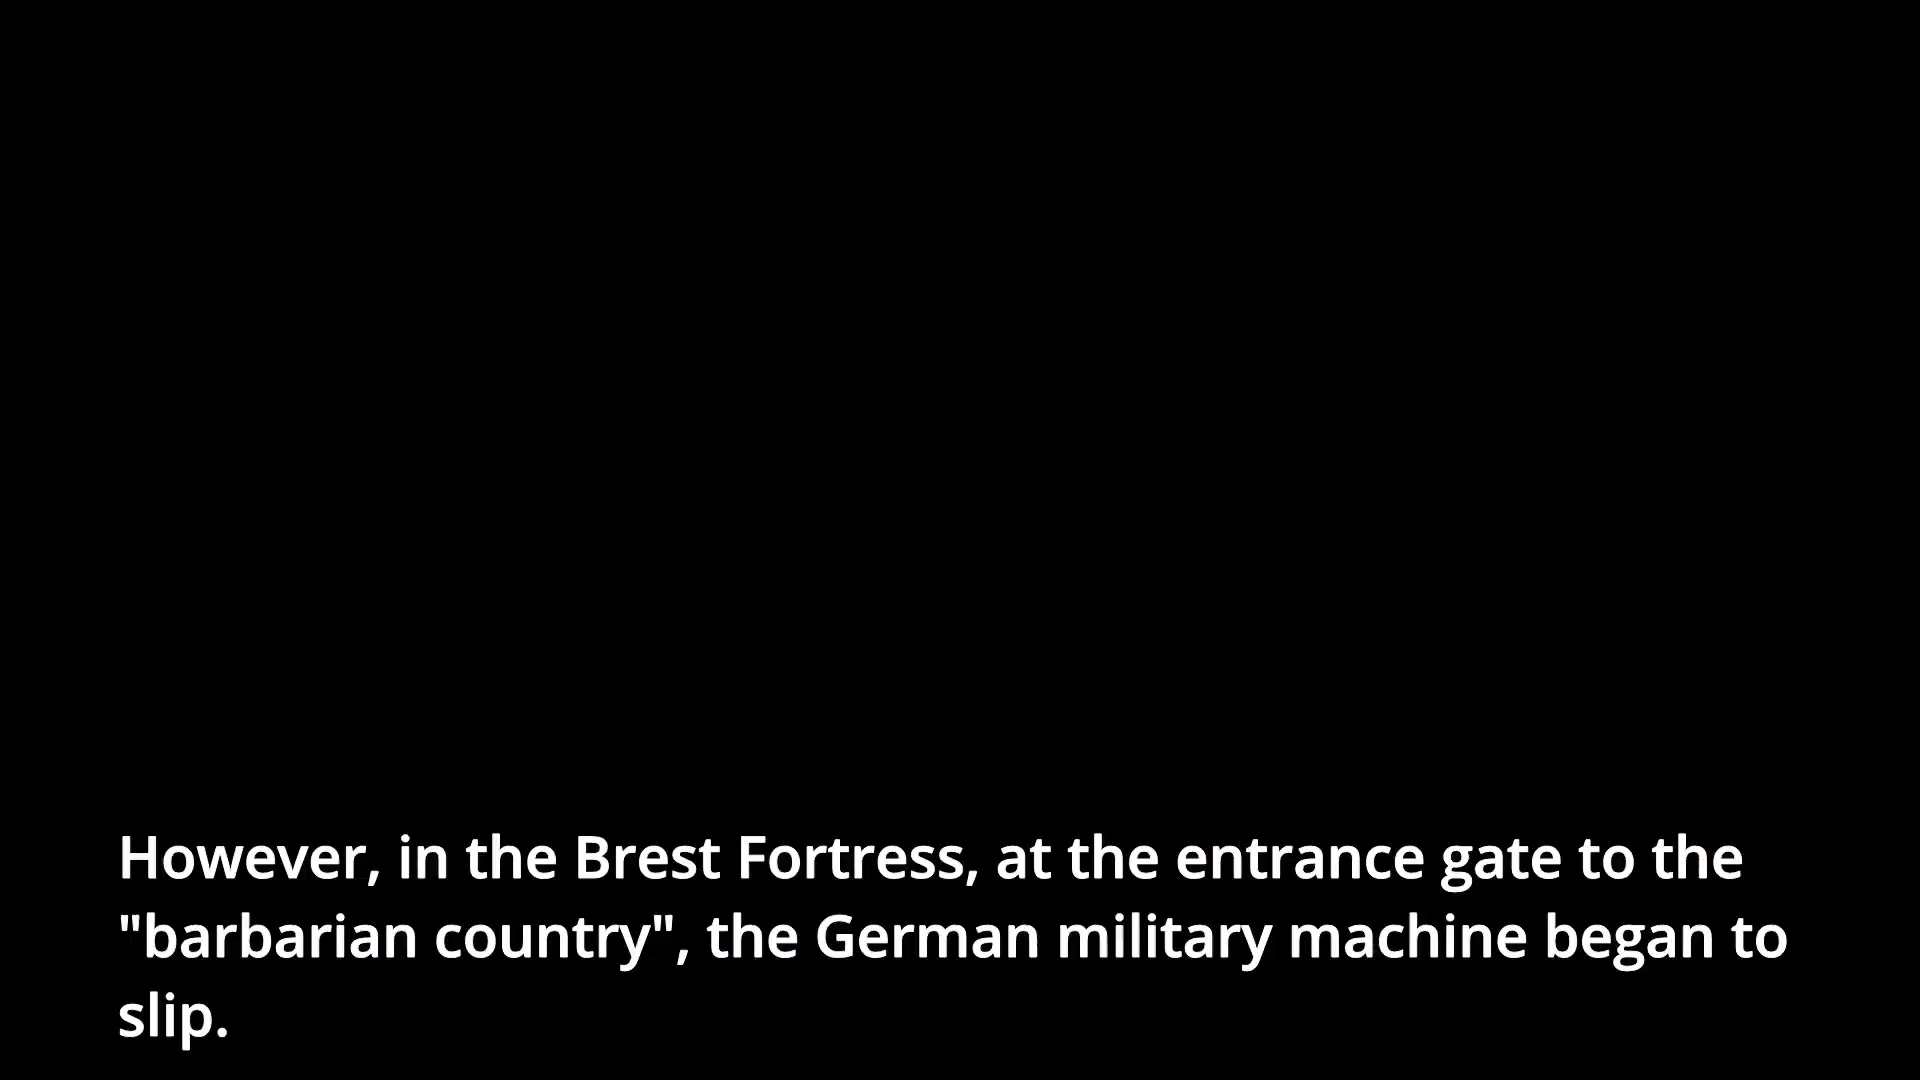 However, in the Brest Fortress, at the entrance gate to the
"barbarian country", the German military machine began to
slip.